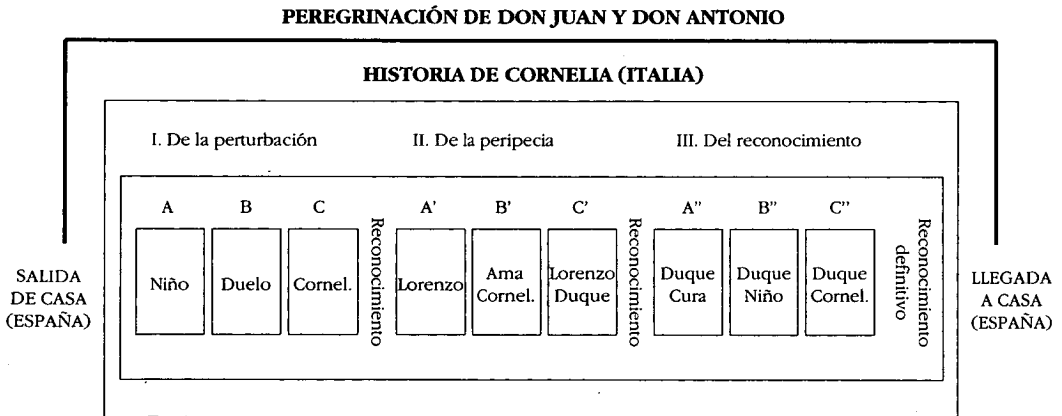 PEREGRINACIÓN DE DON JUAN Y DON ANTONIO
HISTORIA DE CORNELIA (ITALIA)
I. De la perturbación
II. De la peripecia
III. Del reconocimiento
A
B
C
A'
B'
C'
A''
B''
C''
SALIDA
DE CASA
(ESPAÑA)
Niño
Duelo
Cornel.
Reconocimiento
Lorenzo
Ama
Cornel.
Lorenzo
Duque
Reconocimiento
Duque
Cura
Duque
Niño
Duque
Cornel.
Reconocimiento
definitivo
LLEGADA
A CASA
(ESPAÑA)